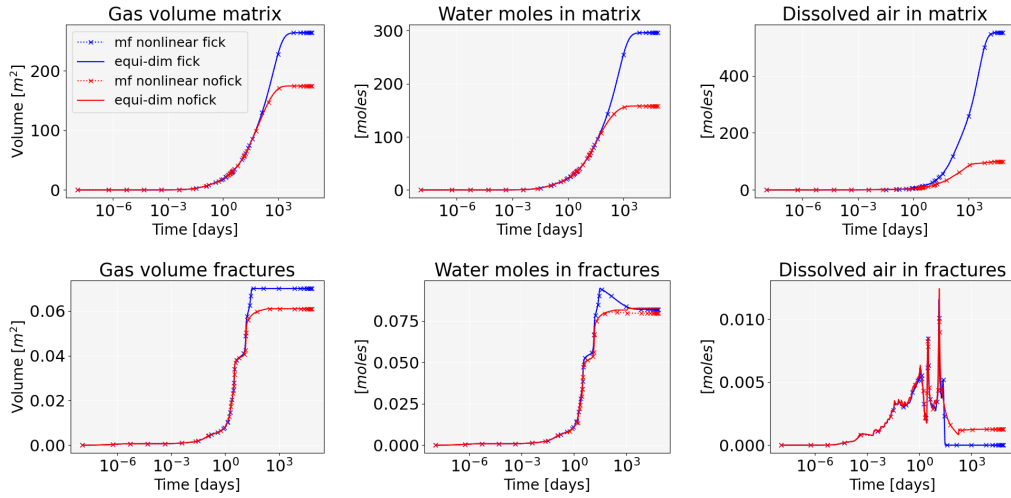 Gas volume matrix
Volume [m²]
0
100
200
mf nonlinear fick
equi-dim fick
mf nonlinear nofick
equi-dim nofick
10⁻⁶ 10⁻³ 10⁰ 10³
Time [days]
Water moles in matrix
[moles]
0
100
200
300
10⁻⁶ 10⁻³ 10⁰ 10³
Time [days]
Dissolved air in matrix
[moles]
0
200
400
10⁻⁶ 10⁻³ 10⁰ 10³
Time [days]
Gas volume fractures
Volume [m²]
0.00
0.02
0.04
0.06
10⁻⁶ 10⁻³ 10⁰ 10³
Time [days]
Water moles in fractures
[moles]
0.000
0.025
0.050
0.075
10⁻⁶ 10⁻³ 10⁰ 10³
Time [days]
Dissolved air in fractures
[moles]
0.000
0.005
0.010
10⁻⁶ 10⁻³ 10⁰ 10³
Time [days]